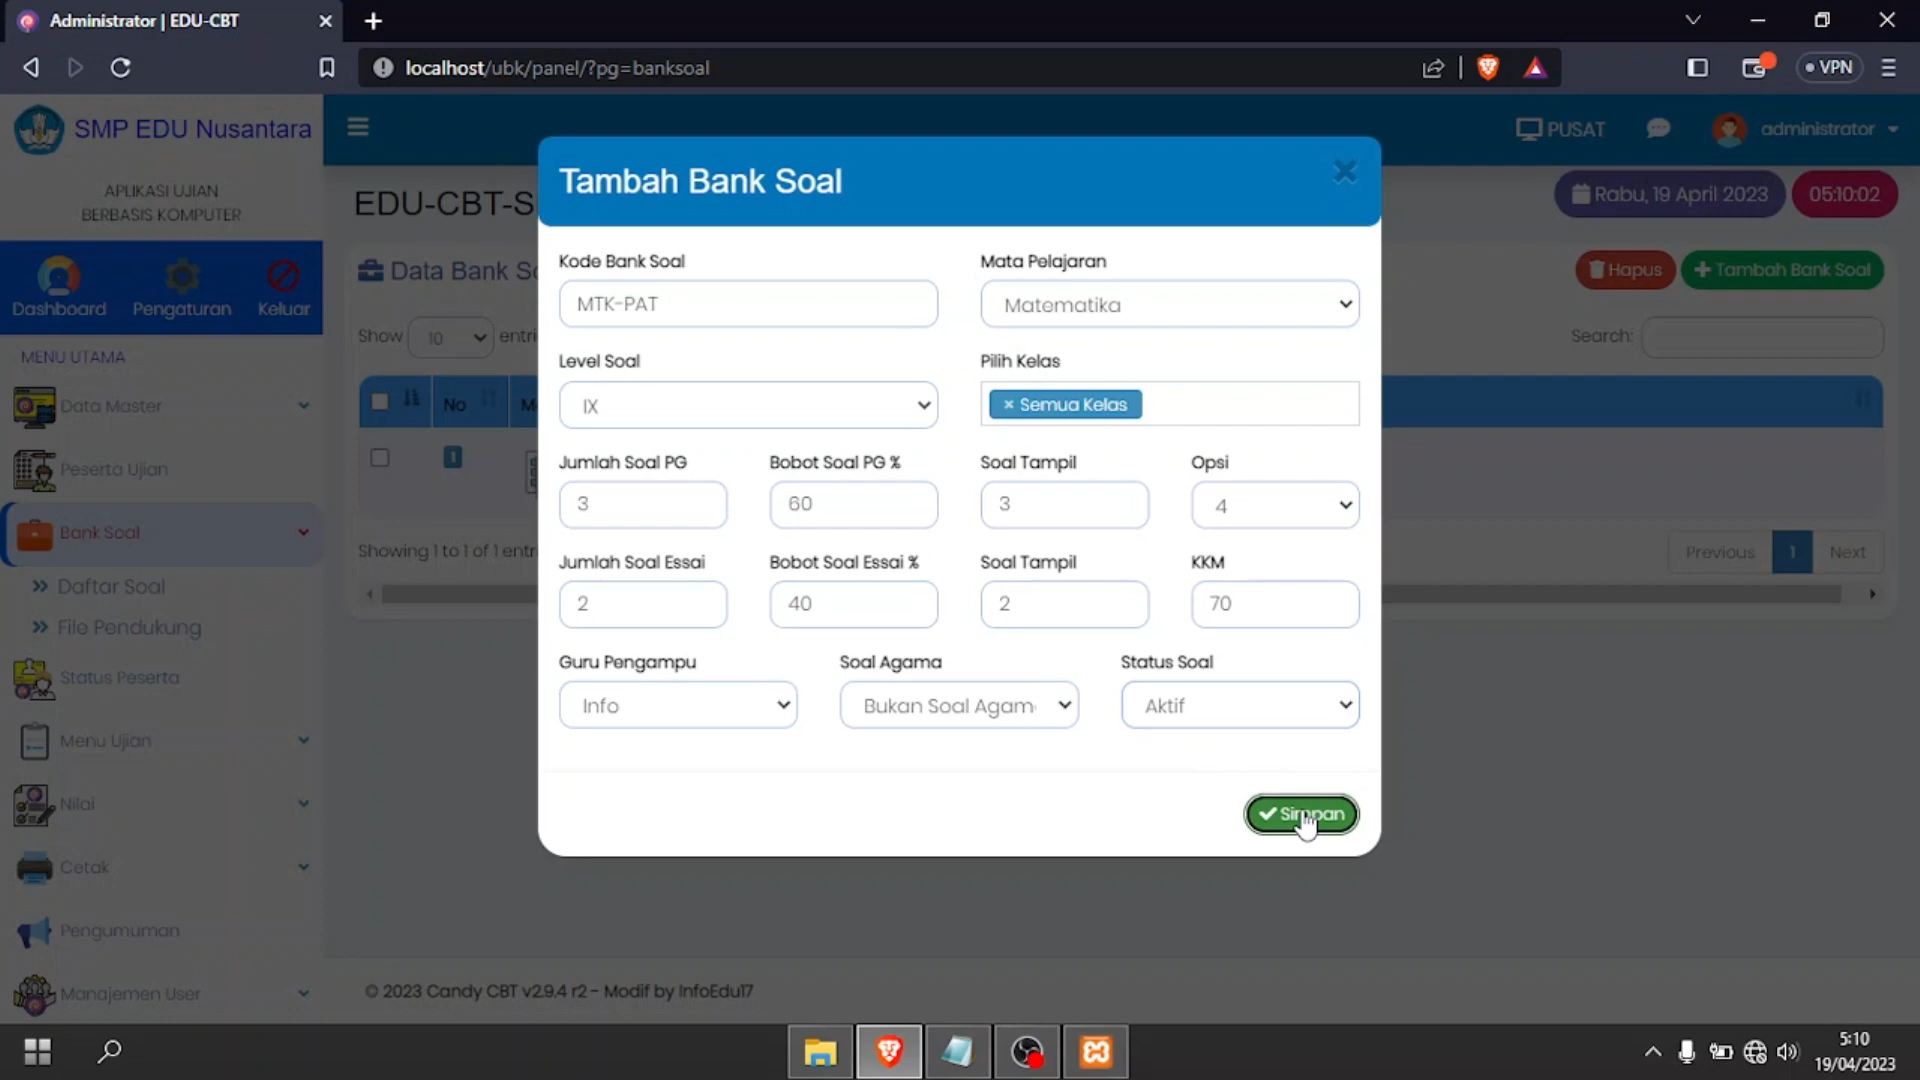 Administrator | EDU-CBT
localhost/ubk/panel/?pg=banksoal
VPN
SMP EDU Nusantara
PUSAT
administrator
APLIKASI UJIAN
BERBASIS KOMPUTER
EDU-CBT-S
Rabu, 19 April 2023
05:10:02
Dashboard
Pengaturan
Keluar
Data Bank So
Hapus
Tambah Bank Soal
Show 10 entri
Search:
MENU UTAMA
Data Master
No
M
Peserta Ujian
1
Bank Soal
Showing 1 to 1 of 1 entr
Previous 1 Next
Daftar Soal
File Pendukung
Status Peserta
Menu Ujian
Nilai
Cetak
Pengumuman
Manajemen User
Tambah Bank Soal
Kode Bank Soal
Mata Pelajaran
MTK-PAT
Matematika
Level Soal
Pilih Kelas
IX
× Semua Kelas
Jumlah Soal PG
Bobot Soal PG %
Soal Tampil
Opsi
3
60
3
4
Jumlah Soal Essai
Bobot Soal Essai %
Soal Tampil
KKM
2
40
2
70
Guru Pengampu
Soal Agama
Status Soal
Info
Bukan Soal Agam
Aktif
Simpan
© 2023 Candy CBT v2.9.4 r2 - Modif by InfoEdu17
5:10
19/04/2023